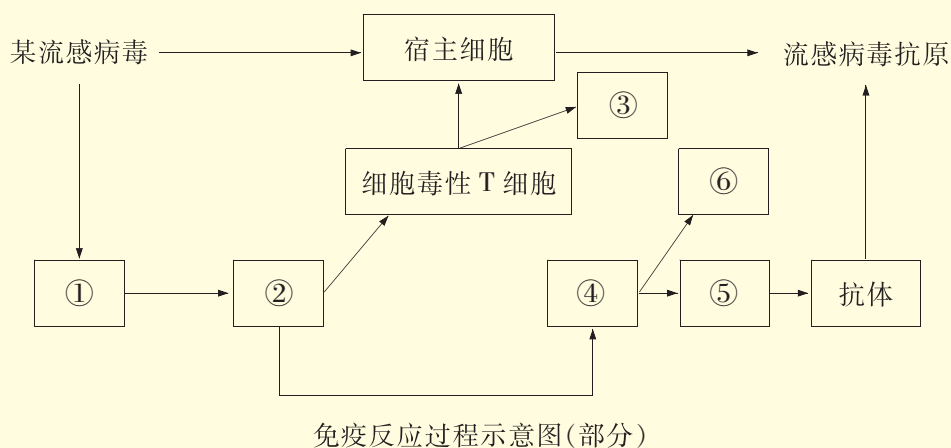 某流感病毒
宿主细胞
流感病毒抗原
③
细胞毒性 T 细胞
⑥
①
②
④
⑤
抗体
免疫反应过程示意图(部分)